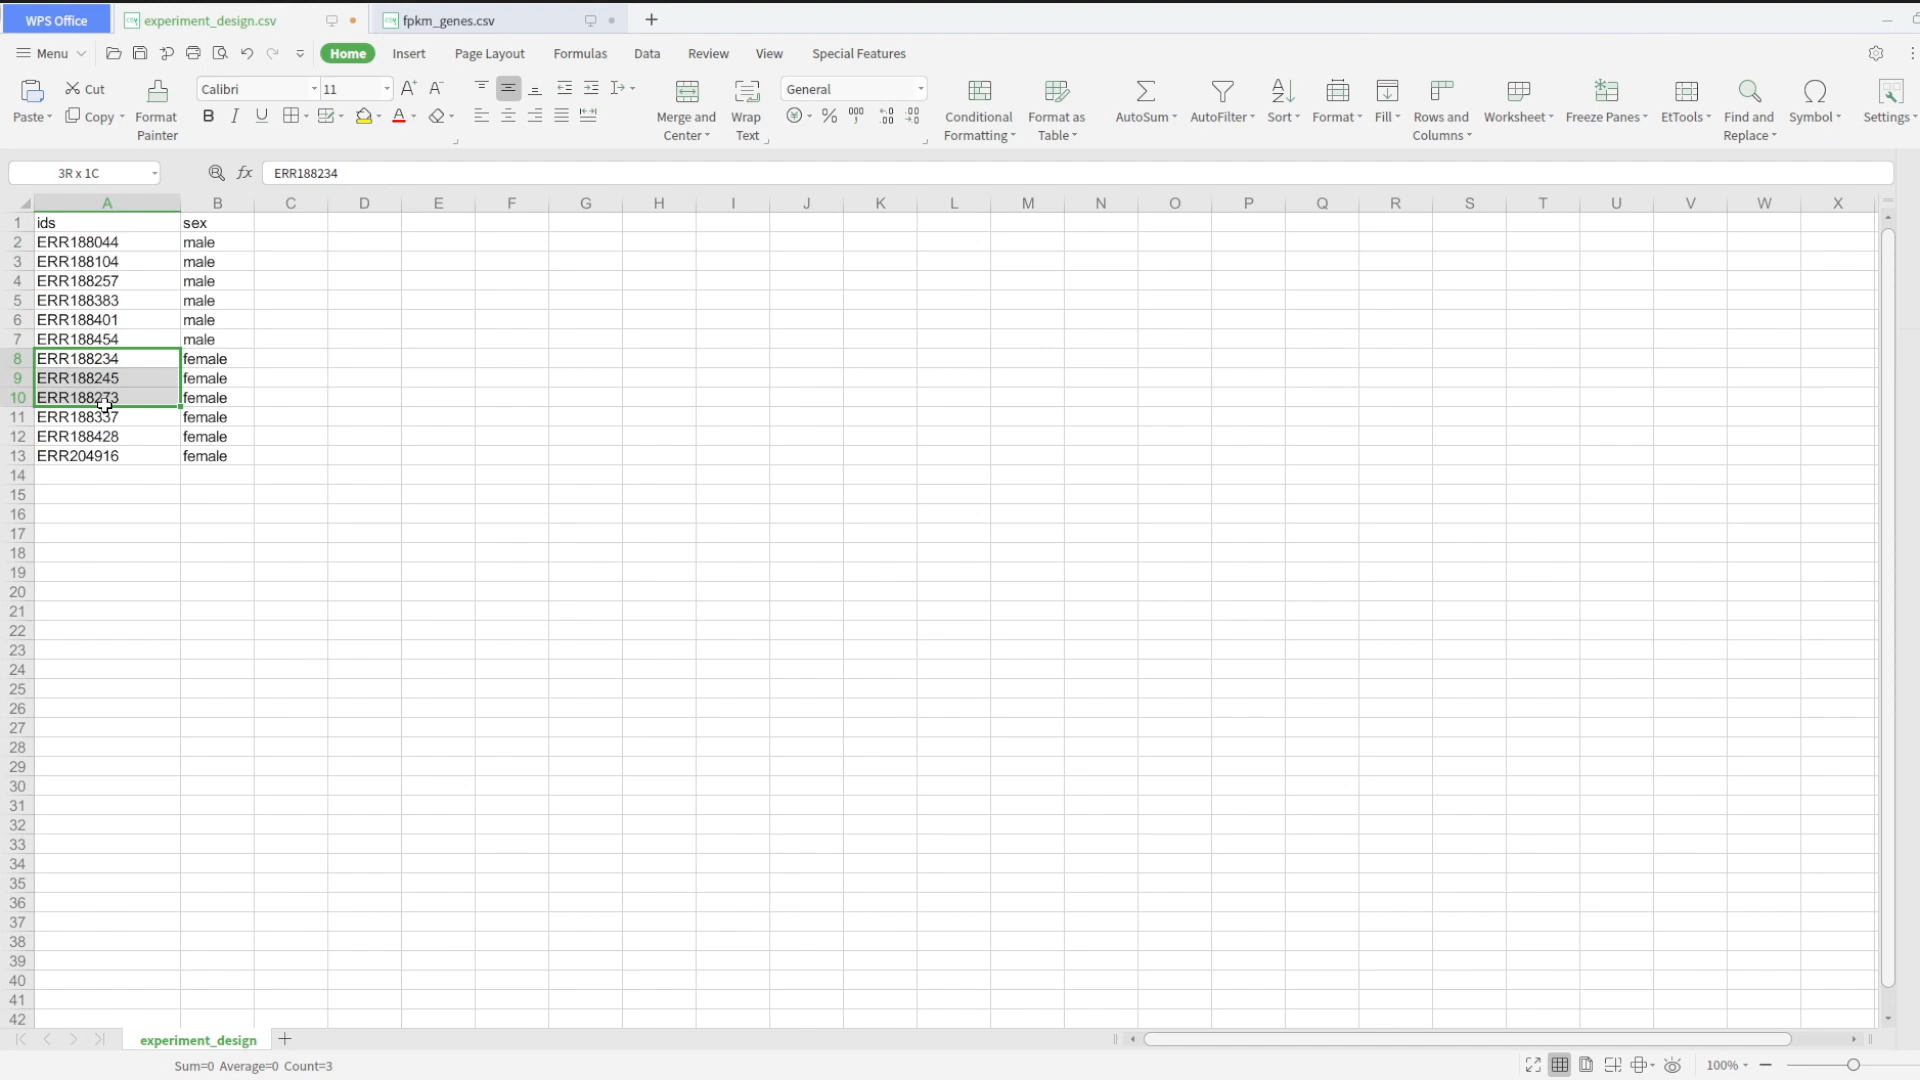 WPS Office experiment_design.csv fpkm_genes.csv
Menu Home Insert Page Layout Formulas Data Review View Special Features
Paste Cut Copy Format Painter Calibri 11 Merge and Center Wrap Text General Conditional Formatting Format as Table AutoSum AutoFilter Sort Format Fill Rows and Columns Worksheet Freeze Panes EtTools Find and Replace Symbol Settings
3R x 1C fx ERR188234
A B C D E F G H I J K L M N O P Q R S T U V W X
1 ids sex
2 ERR188044 male
3 ERR188104 male
4 ERR188257 male
5 ERR188383 male
6 ERR188401 male
7 ERR188454 male
8 ERR188234 female
9 ERR188245 female
10 ERR188273 female
11 ERR188337 female
12 ERR188428 female
13 ERR204916 female
14
15
16
17
18
19
20
21
22
23
24
25
26
27
28
29
30
31
32
33
34
35
36
37
38
39
40
41
42
experiment_design
Sum=0 Average=0 Count=3 100%